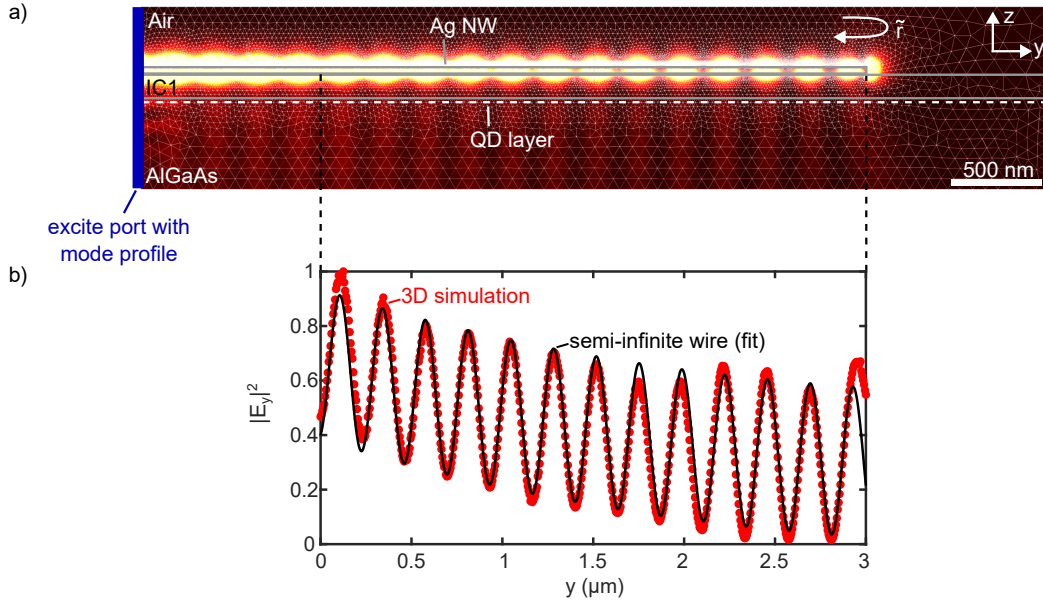 a)
Air
Ag NW
r̃
z
y
IC1
QD layer
AlGaAs
500 nm
excite port with
mode profile
b)
1
3D simulation
0.8
semi-infinite wire (fit)
0.6
|E_y|²
0.4
0.2
0
0 0.5 1 1.5 2 2.5 3
y (μm)